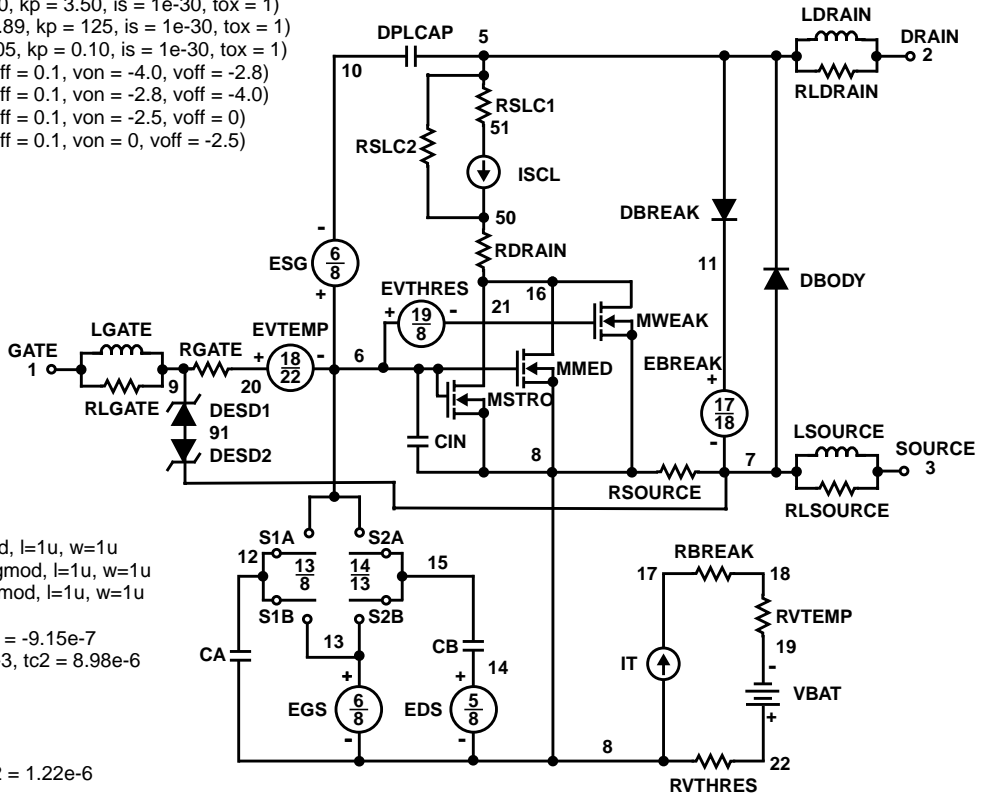 0, kp = 3.50, is = 1e-30, tox = 1)
.89, kp = 125, is = 1e-30, tox = 1)
05, kp = 0.10, is = 1e-30, tox = 1)
off = 0.1, von = -4.0, voff = -2.8)
off = 0.1, von = -2.8, voff = -4.0)
off = 0.1, von = -2.5, voff = 0)
off = 0.1, von = 0, voff = -2.5)
LDRAIN
DPLCAP
5
DRAIN
2
10
RLDRAIN
RSLC1
51
RSLC2
ISCL
DBREAK
50
-
RDRAIN
ESG
6
8
11
DBODY
+
EVTHRES
16
21
+
19
8
-
MWEAK
LGATE
EVTEMP
GATE
1
RGATE
+
18
22
-
6
EBREAK
MMED
9
20
+
RLGATE
DESD1
MSTRO
17
18
91
DESD2
CIN
-
LSOURCE
8
7
SOURCE
3
RSOURCE
RLSOURCE
d, l=1u, w=1u
gmod, l=1u, w=1u
mod, l=1u, w=1u
S1A
S2A
12
13
8
14
13
15
RBREAK
17
18
S1B
S2B
RVTEMP
= -9.15e-7
e-3, tc2 = 8.98e-6
13
CB
19
CA
14
IT
-
+
+
VBAT
EGS
6
8
EDS
5
8
+
-
-
8
22
2 = 1.22e-6
RVTHRES